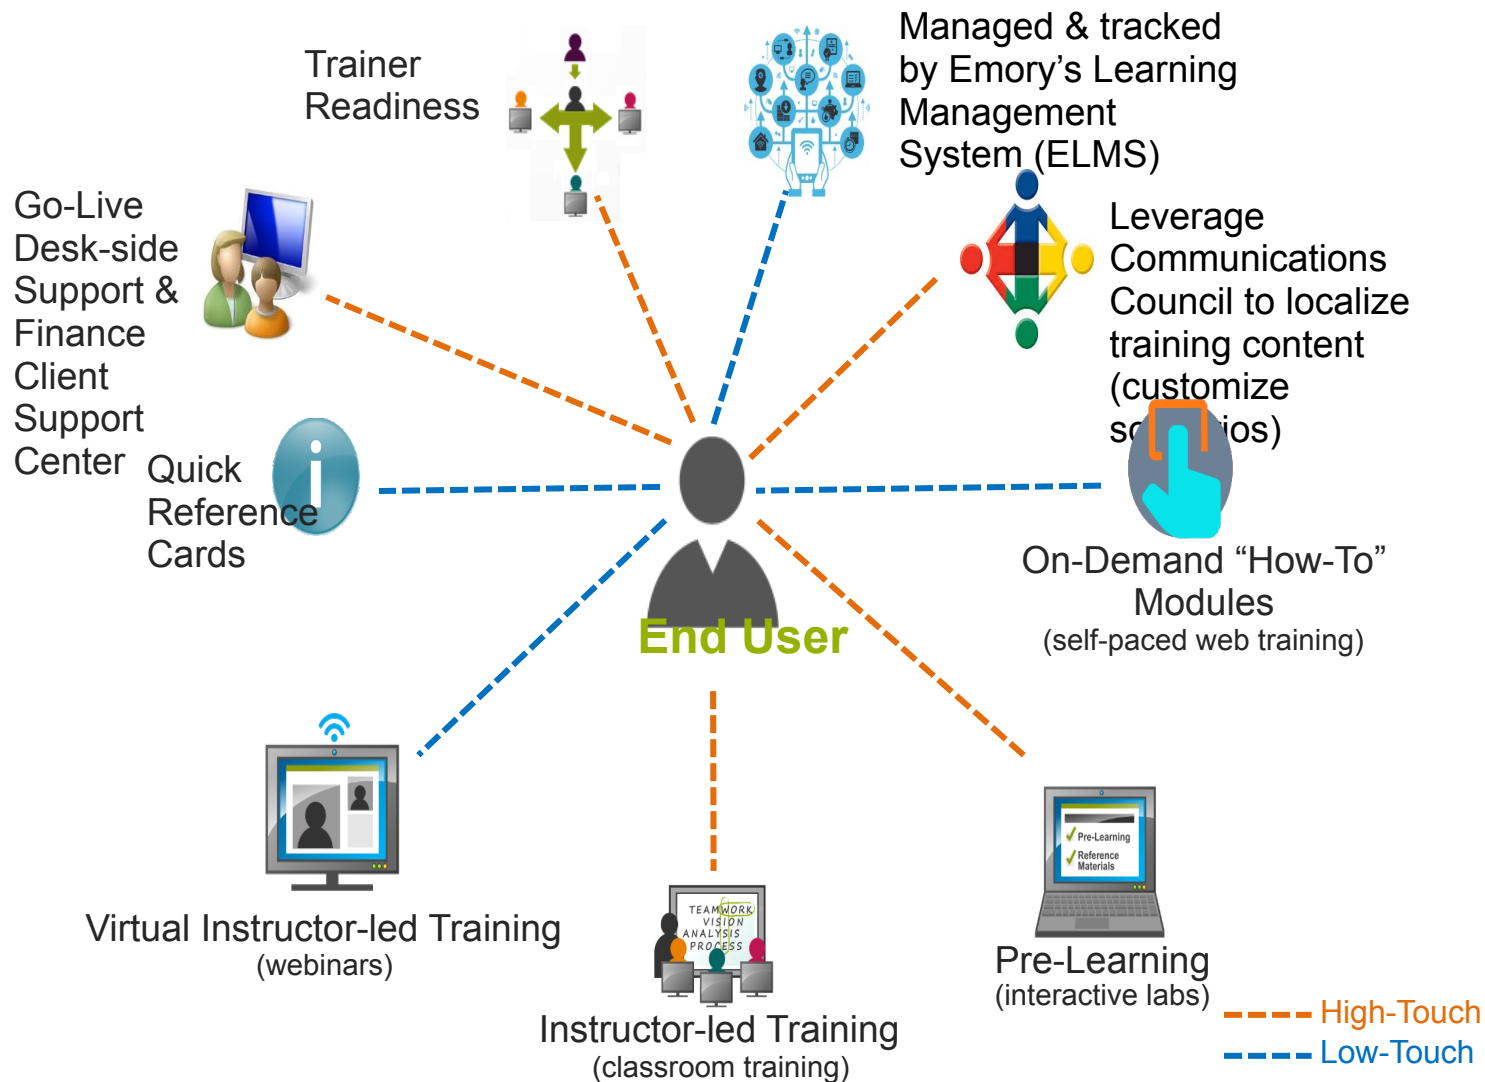 Trainer
Readiness
Managed & tracked
by Emory’s Learning
Management
System (ELMS)
Go-Live
Desk-side
Support &
Finance
Client
Support
Center
Leverage
Communications
Council to localize
training content
(customize
Quick
Reference
Cards
i
End User
On-Demand “How-To”
Modules
(self-paced web training)
Virtual Instructor-led Training
(webinars)
TEAMWORK
VISION
ANALYSIS
PROCESS
Instructor-led Training
(classroom training)
Pre-Learning
Reference
Materials
Pre-Learning
(interactive labs)
High-Touch
Low-Touch